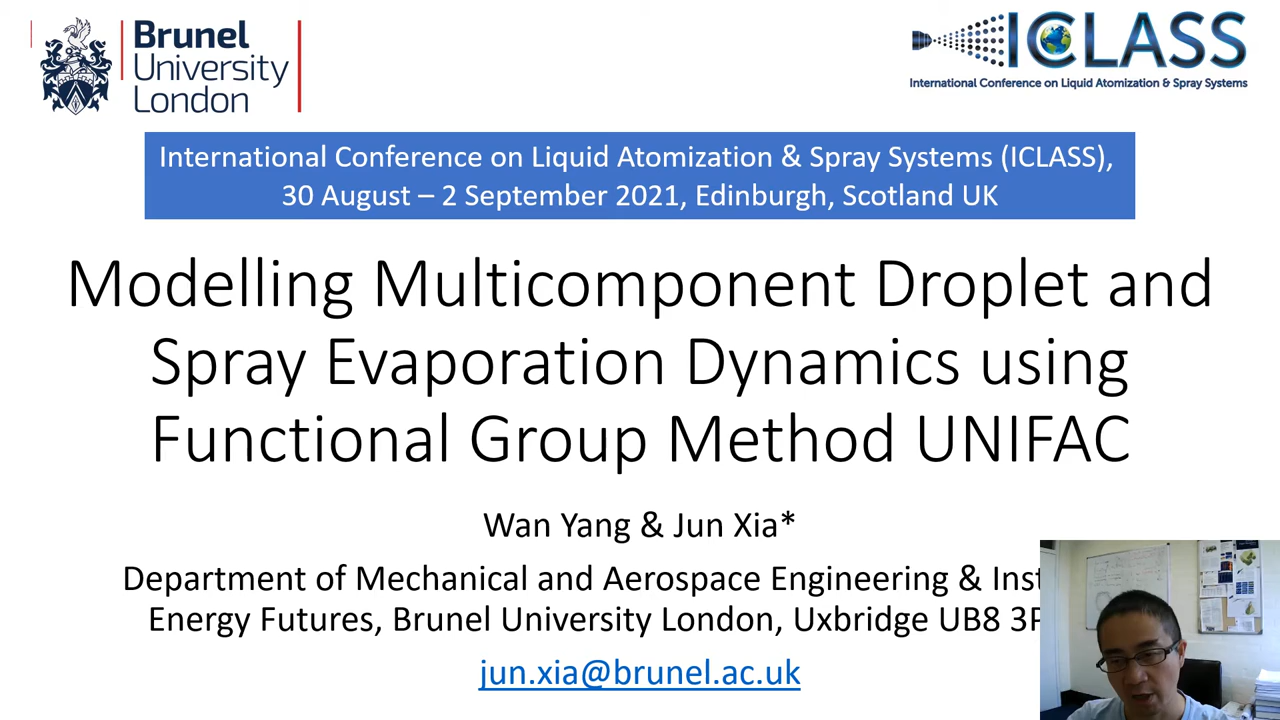 Brunel
University
London
ICLASS
International Conference on Liquid Atomization & Spray Systems
International Conference on Liquid Atomization & Spray Systems (ICLASS),
30 August – 2 September 2021, Edinburgh, Scotland UK
Modelling Multicomponent Droplet and
Spray Evaporation Dynamics using
Functional Group Method UNIFAC
Wan Yang & Jun Xia*
Department of Mechanical and Aerospace Engineering &
Energy Futures, Brunel University London, Uxbridge UB8
jun.xia@brunel.ac.uk